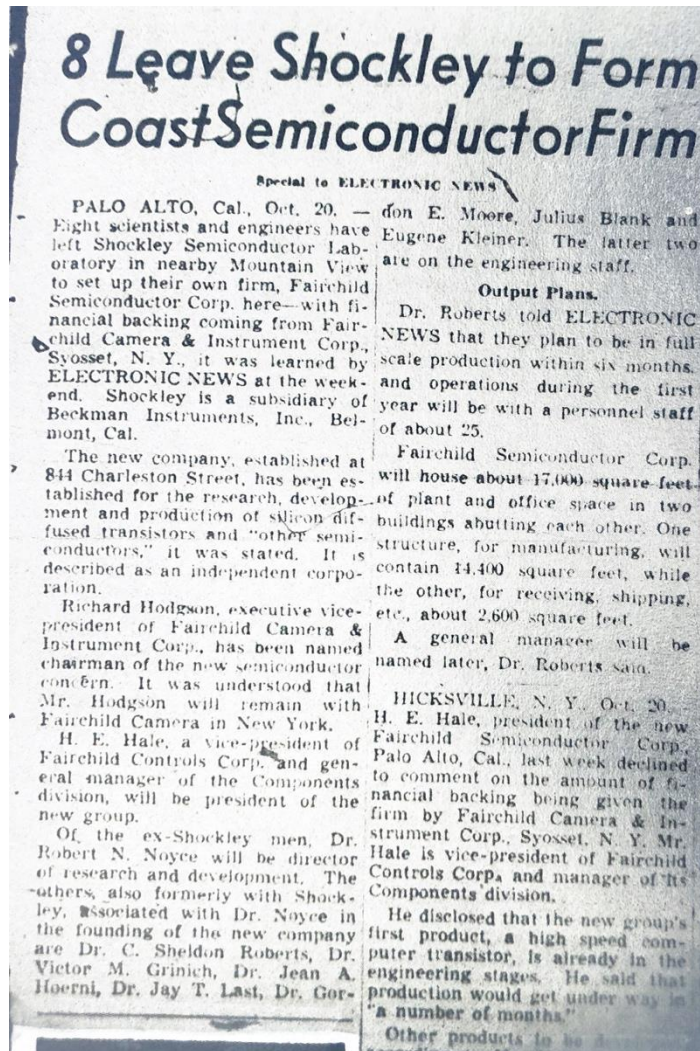 8 Leave Shockley to Form
Coast Semiconductor Firm
Special to ELECTRONIC NEWS
PALO ALTO, Cal., Oct. 20. —
Eight scientists and engineers have
left Shockley Semiconductor Lab-
oratory in nearby Mountain View
to set up their own firm, Fairchild
Semiconductor Corp. here—with fi-
nancial backing coming from Fair-
child Camera & Instrument Corp.,
Syosset, N. Y., it was learned by
ELECTRONIC NEWS at the week-
end. Shockley is a subsidiary of
Beckman Instruments, Inc., Bel-
mont, Cal.
The new company, established at
844 Charleston Street, has been es-
tablished for the research, develop-
ment and production of silicon dif-
fused transistors and "other semi-
conductors," it was stated. It is
described as an independent corpo-
ration.
Richard Hodgson, executive vice-
president of Fairchild Camera &
Instrument Corp., has been named
chairman of the new semiconductor
concern. It was understood that
Mr. Hodgson will remain with
Fairchild Camera in New York.
H. E. Hale, a vice-president of
Fairchild Controls Corp. and gen-
eral manager of the Components
division, will be president of the
new group.
Of the ex-Shockley men, Dr.
Robert N. Noyce will be director
of research and development. The
others, also formerly with Shock-
ley, associated with Dr. Noyce in
the founding of the new company
are Dr. C. Sheldon Roberts, Dr.
Victor M. Grinich, Dr. Jean A.
Hoerni, Dr. Jay T. Last, Dr. Gor-
don E. Moore, Julius Blank and
Eugene Kleiner. The latter two
are on the engineering staff.
Output Plans.
Dr. Roberts told ELECTRONIC
NEWS that they plan to be in full
scale production within six months,
and operations during the first
year will be with a personnel staff
of about 25.
Fairchild Semiconductor Corp.
will house about 17,000 square feet
of plant and office space in two
buildings abutting each other. One
structure, for manufacturing, will
contain 14,400 square feet, while
the other, for receiving, shipping,
etc., about 2,600 square feet.
A general manager will be
named later, Dr. Roberts said.
HICKSVILLE, N. Y., Oct. 20.
H. E. Hale, president of the new
Fairchild Semiconductor Corp.
Palo Alto, Cal., last week declined
to comment on the amount of fi-
nancial backing being given the
firm by Fairchild Camera & In-
strument Corp., Syosset, N. Y. Mr.
Hale is vice-president of Fairchild
Controls Corp. and manager of its
Components division.
He disclosed that the new group's
first product, a high speed com-
puter transistor, is already in the
engineering stages. He said that
production would get under way in
"a number of months."
Other products to be